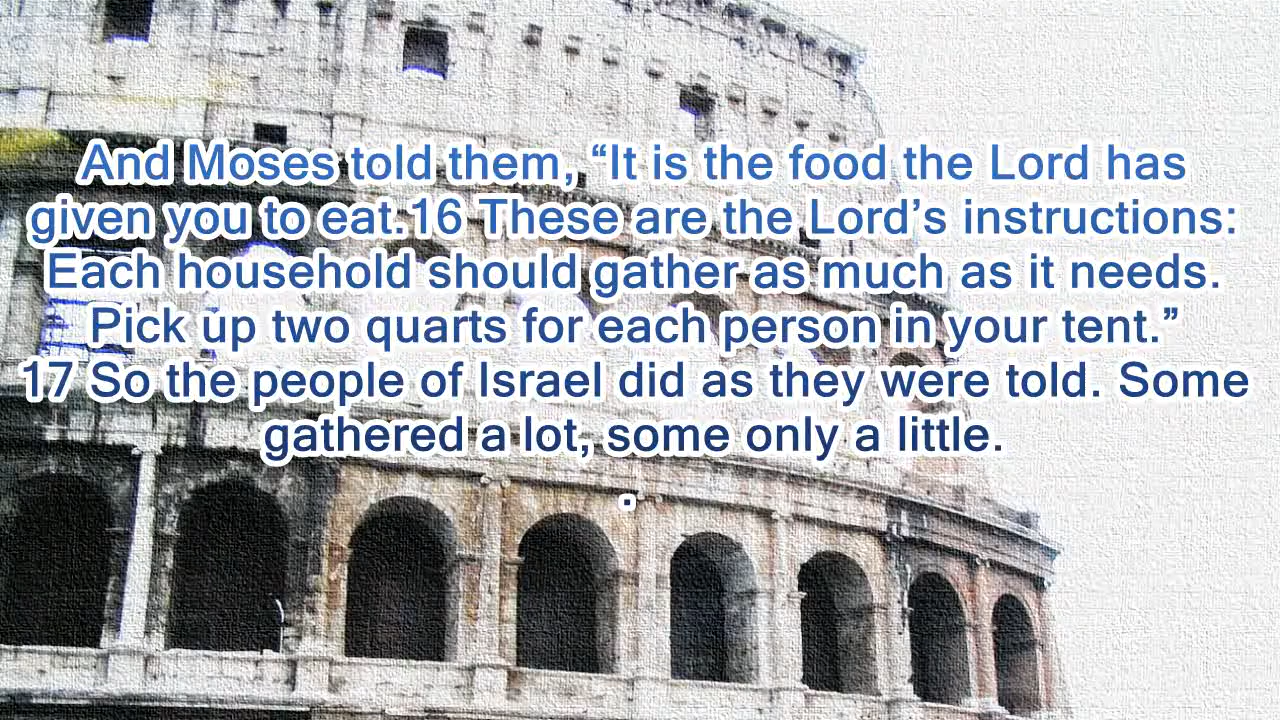 And Moses told them, “It is the food the Lord has
given you to eat.16 These are the Lord’s instructions:
Each household should gather as much as it needs.
Pick up two quarts for each person in your tent.”
17 So the people of Israel did as they were told. Some
gathered a lot, some only a little.
.